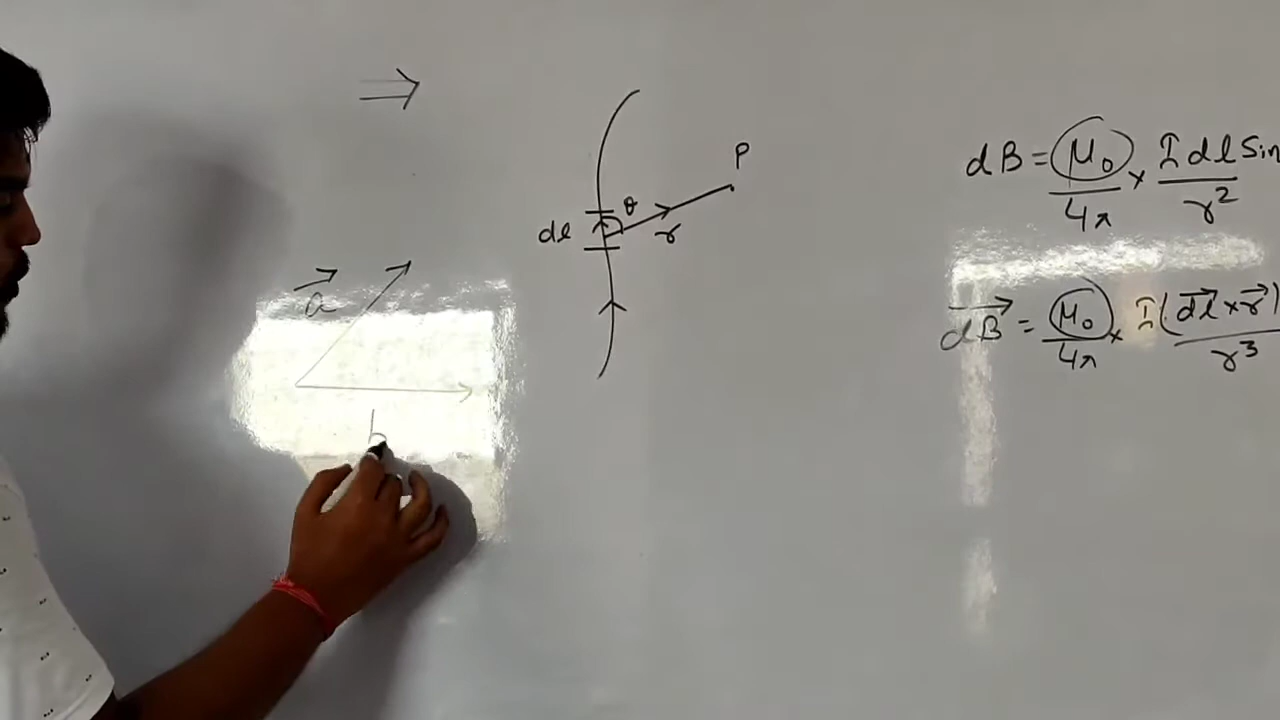 ⇒
P
θ
dl
r
a⃗
b
dB = μ₀/4π × I dl Sin / r²
d⃗B = μ₀/4π × I(d⃗l × r⃗) / r³